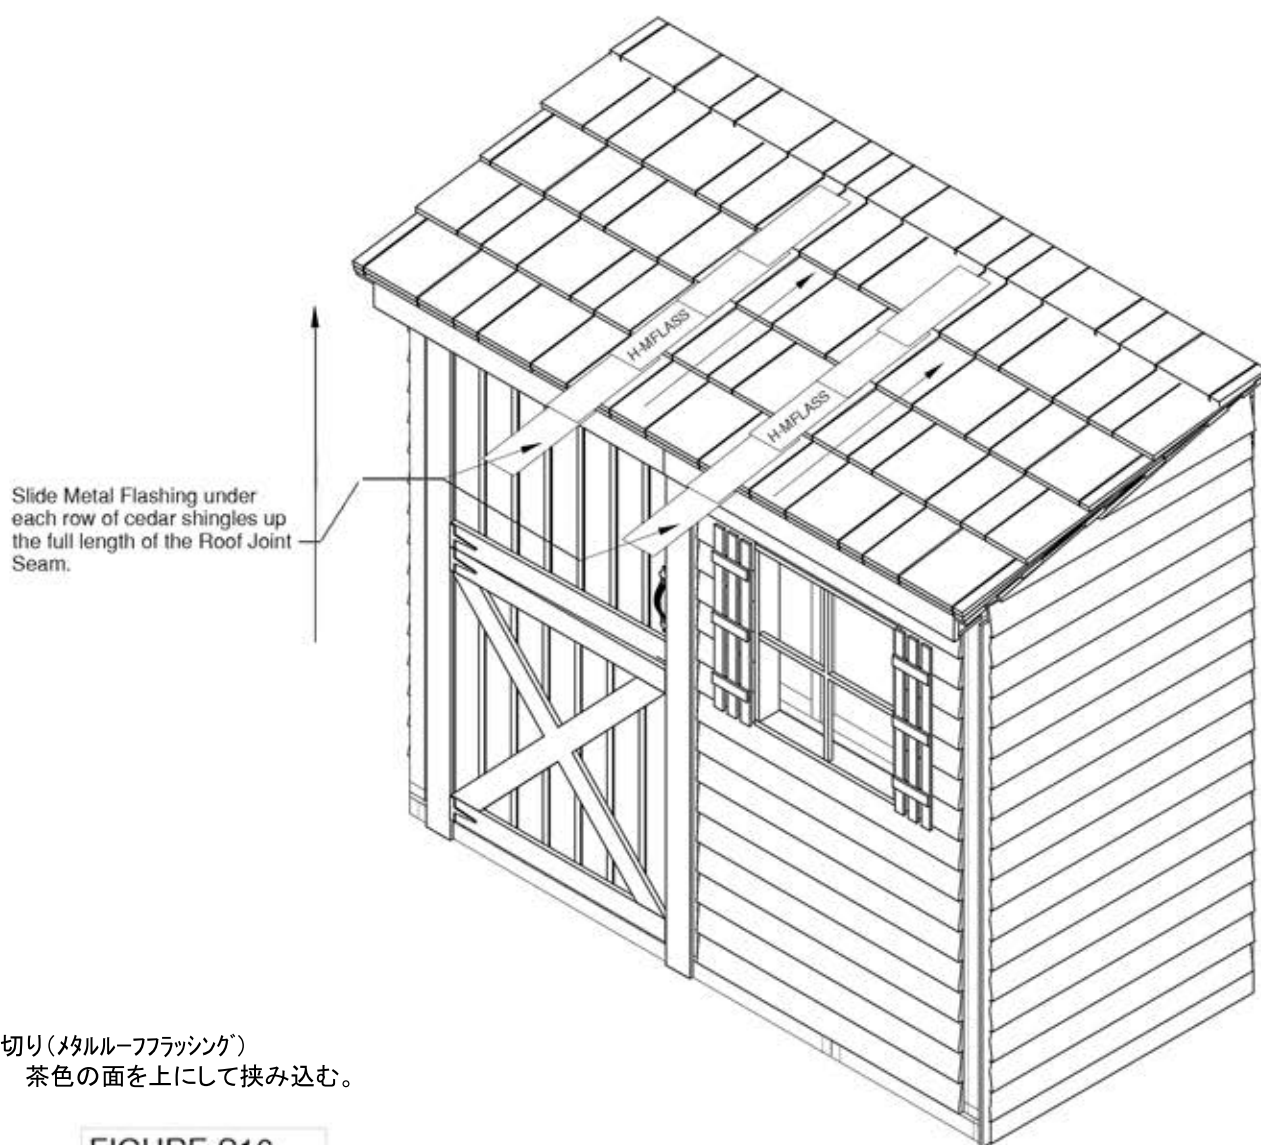 H-MFLASS
H-MFLASS
Slide Metal Flashing under
each row of cedar shingles up
the full length of the Roof Joint
Seam.
切り(ﾒﾀﾙﾙｰﾌﾌﾗｯｼﾝｸﾞ)
茶色の面を上にして挟み込む。